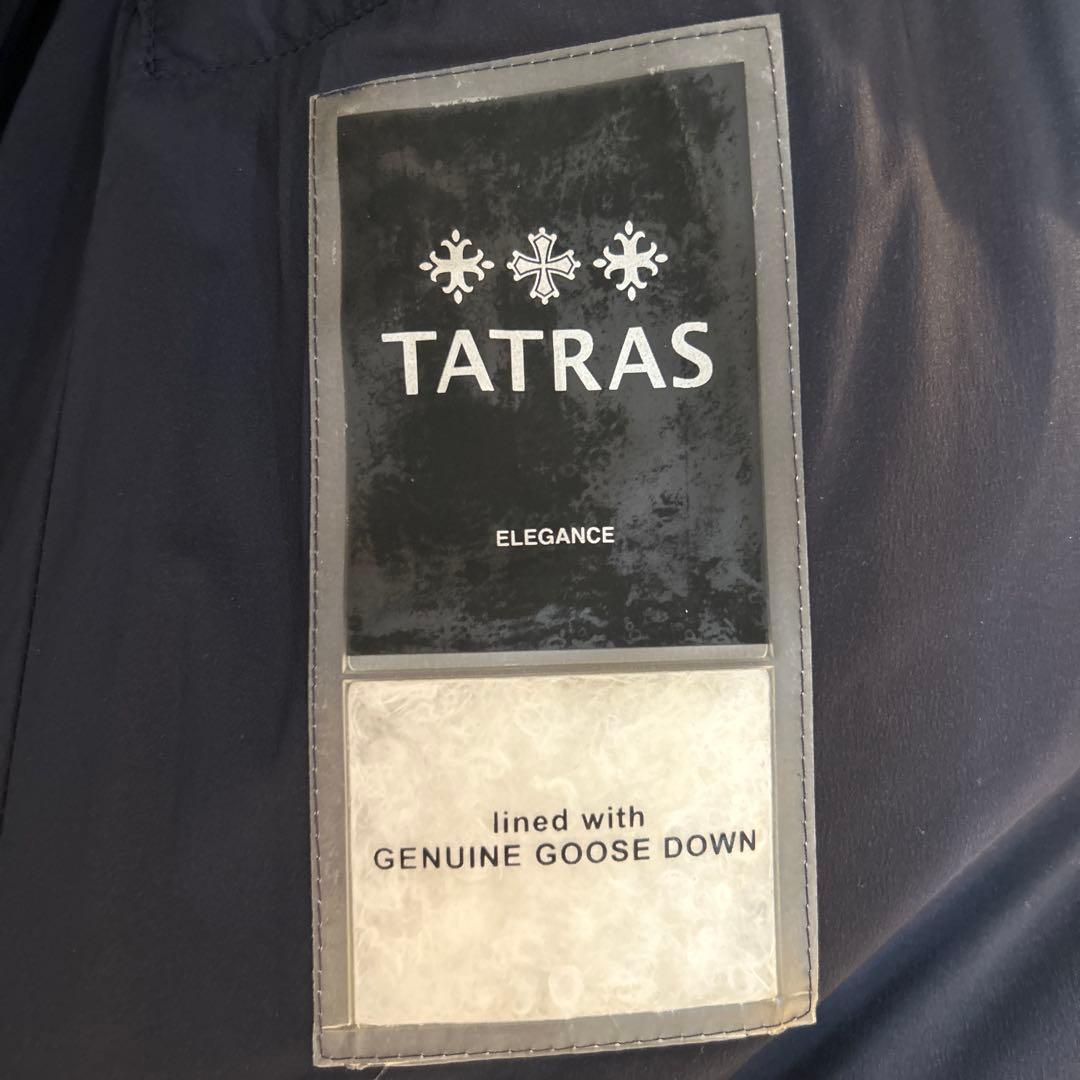 TATRAS
ELEGANCE
lined with
GENUINE GOOSE DOWN